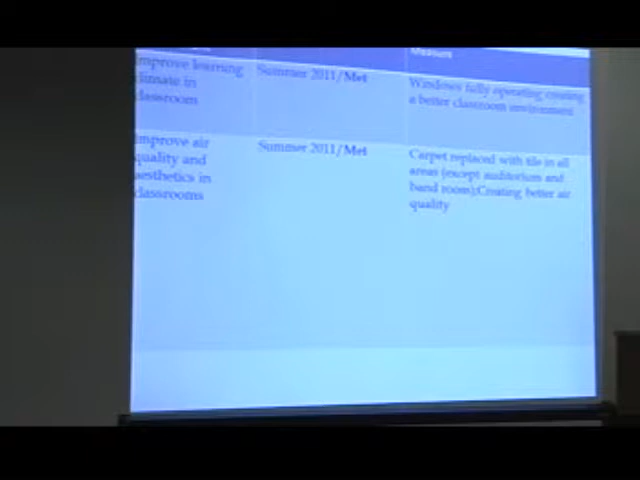 Measure
Improve learning
climate in
classroom
Summer 2011/Met
Windows fully operating creating
a better classroom environment
Improve air
quality and
aesthetics in
classrooms
Summer 2011/Met
Carpet replaced with tile in all
areas (except auditorium and
band room);Creating better air
quality